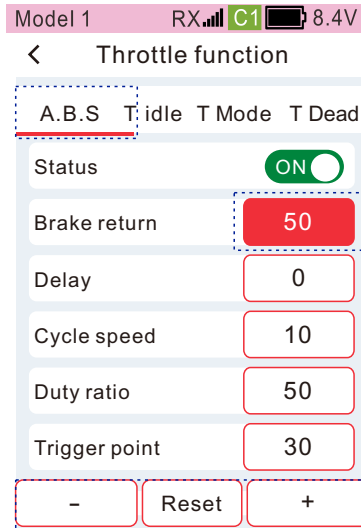 Model 1 RX C1 8.4V
< Throttle function
A.B.S T idle T Mode T Dead
Status ON
Brake return 50
Delay 0
Cycle speed 10
Duty ratio 50
Trigger point 30
- Reset +